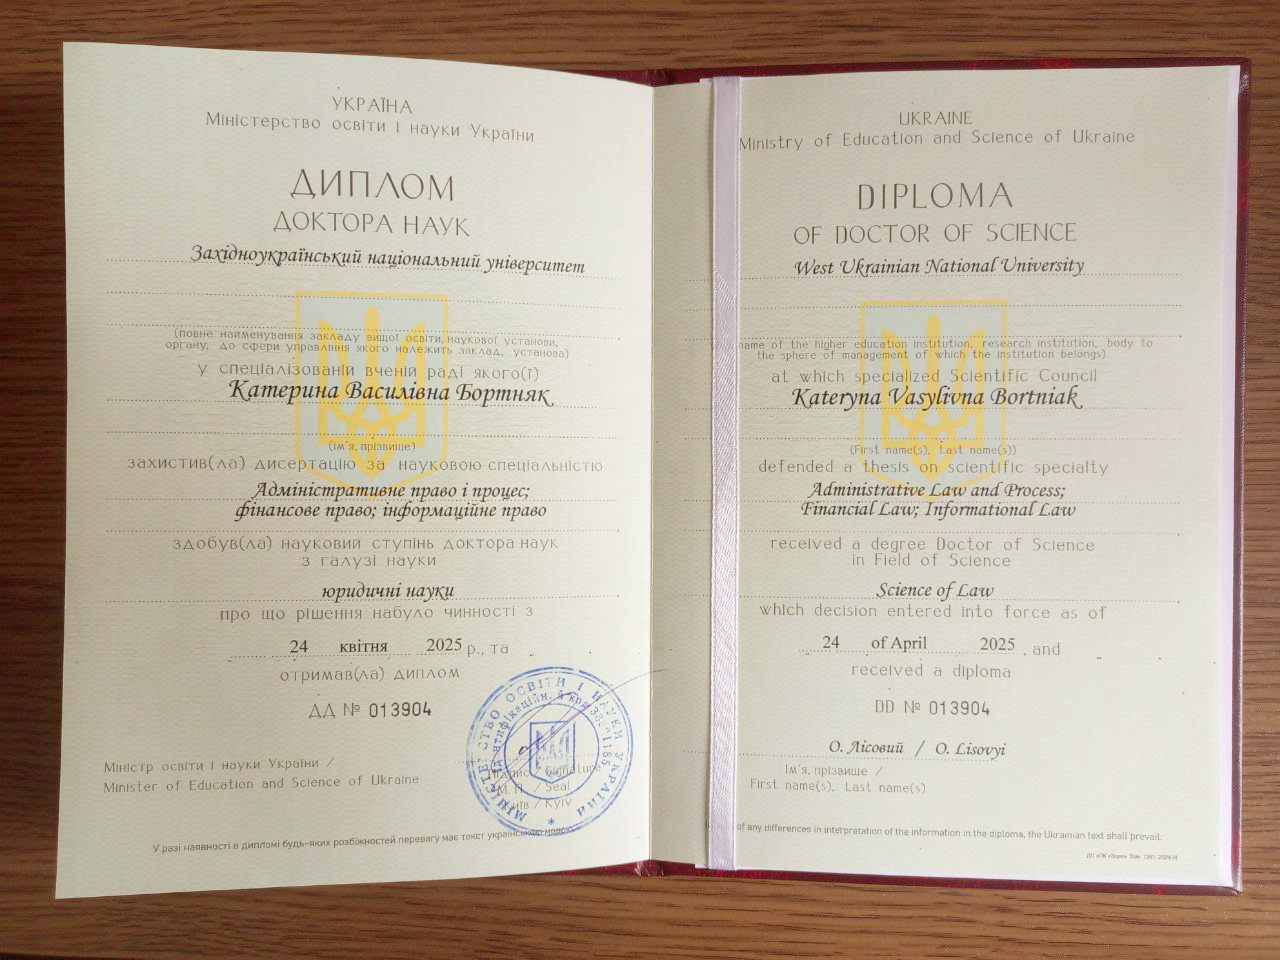 УКРАЇНА
Міністерство освіти і науки України
ДИПЛОМ
ДОКТОРА НАУК
Західноукраїнський національний університет
(повне найменування закладу вищої освіти, наукової установи,
органу, до сфери управління якого належить заклад, установа)
у спеціалізованій вченій раді якого(ї)
Катерина Василівна Бортняк
(ім'я, прізвище)
захистив(ла) дисертацію за науковою спеціальністю
Адміністративне право і процес;
фінансове право; інформаційне право
здобув(ла) науковий ступінь доктора наук
з галузі науки
юридичні науки
про що рішення набуло чинності з
24 квітня 2025 р., та
отримав(ла) диплом
ДД № 013904
Міністр освіти і науки України /
Minister of Education and Science of Ukraine
Підпис / Signature
М. П. / Seal
Київ / Kyiv
МІНІСТЕРСТВО ОСВІТИ І НАУКИ УКРАЇНИ
У разі наявності в дипломі будь-яких розбіжностей перевагу має текст українською мовою.
UKRAINE
Ministry of Education and Science of Ukraine
DIPLOMA
OF DOCTOR OF SCIENCE
West Ukrainian National University
name of the higher education institution, research institution, body to
the sphere of management of which the institution belongs)
at which specialized Scientific Council
Kateryna Vasylivna Bortniak
(First name(s), Last name(s))
defended a thesis on scientific specialty
Administrative Law and Process;
Financial Law; Informational Law
received a degree Doctor of Science
in Field of Science
Science of Law
which decision entered into force as of
24 of April 2025 , and
received a diploma
DD № 013904
О. Лісовий / O. Lisovyi
Ім'я, прізвище /
First name(s), Last name(s)
of any differences in interpretation of the information in the diploma, the Ukrainian text shall prevail.